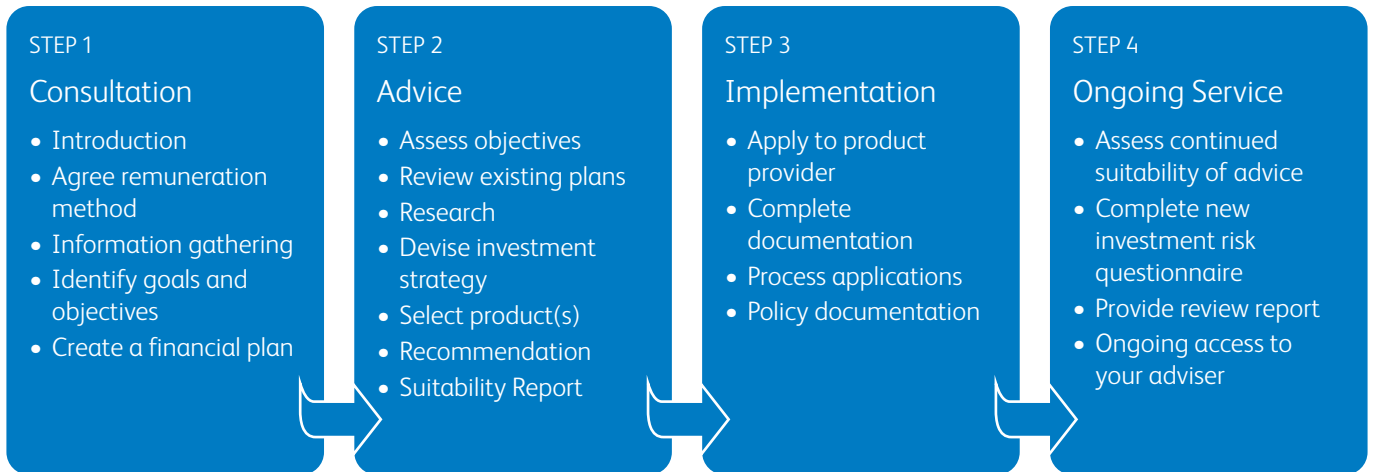 STEP 1
Consultation
• Introduction
• Agree remuneration
method
• Information gathering
• Identify goals and
objectives
• Create a financial plan
STEP 2
Advice
• Assess objectives
• Review existing plans
• Research
• Devise investment
strategy
• Select product(s)
• Recommendation
• Suitability Report
STEP 3
Implementation
• Apply to product
provider
• Complete
documentation
• Process applications
• Policy documentation
STEP 4
Ongoing Service
• Assess continued
suitability of advice
• Complete new
investment risk
questionnaire
• Provide review report
• Ongoing access to
your adviser